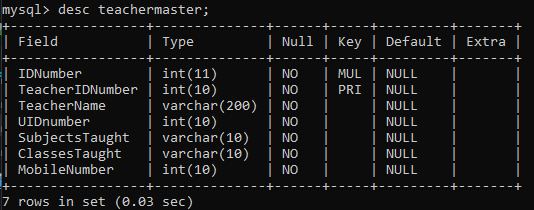 mysql> desc teachermaster;
+-----------------+--------------+------+-----+---------+-------+
| Field           | Type         | Null | Key | Default | Extra |
+-----------------+--------------+------+-----+---------+-------+
| IDNumber        | int(11)      | NO   | MUL | NULL    |       |
| TeacherIDNumber | int(10)      | NO   | PRI | NULL    |       |
| TeacherName     | varchar(200) | NO   |     | NULL    |       |
| UIDnumber       | int(10)      | NO   |     | NULL    |       |
| SubjectsTaught  | varchar(10)  | NO   |     | NULL    |       |
| ClassesTaught   | varchar(10)  | NO   |     | NULL    |       |
| MobileNumber    | int(10)      | NO   |     | NULL    |       |
+-----------------+--------------+------+-----+---------+-------+
7 rows in set (0.03 sec)